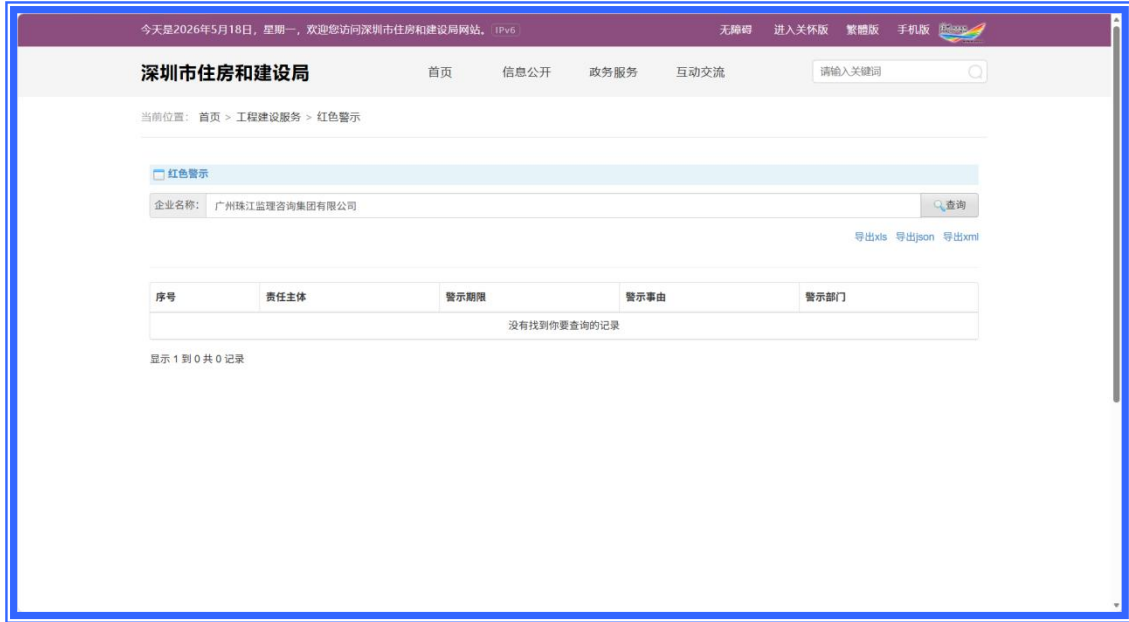 今天是2026年5月18日，星期一，欢迎您访问深圳市住房和建设局网站。 IPv6 无障碍 进入关怀版 繁體版 手机版
深圳市住房和建设局 首页 信息公开 政务服务 互动交流 请输入关键词
当前位置： 首页 > 工程建设服务 > 红色警示
红色警示
企业名称： 广州珠江监理咨询集团有限公司 查询
导出xls 导出json 导出xml
序号 责任主体 警示期限 警示事由 警示部门
没有找到你要查询的记录
显示 1 到 0 共 0 记录